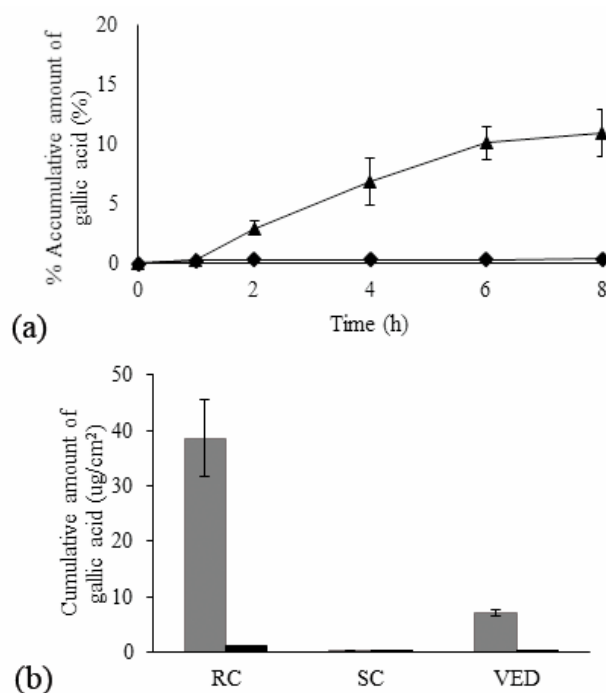 % Accumulative amount of
gallic acid (%)
20
15
10
5
0
0 2 4 6 8
Time (h)
(a)
Cumulative amount of
gallic acid (ug/cm²)
50
40
30
20
10
0
RC SC VED
(b)